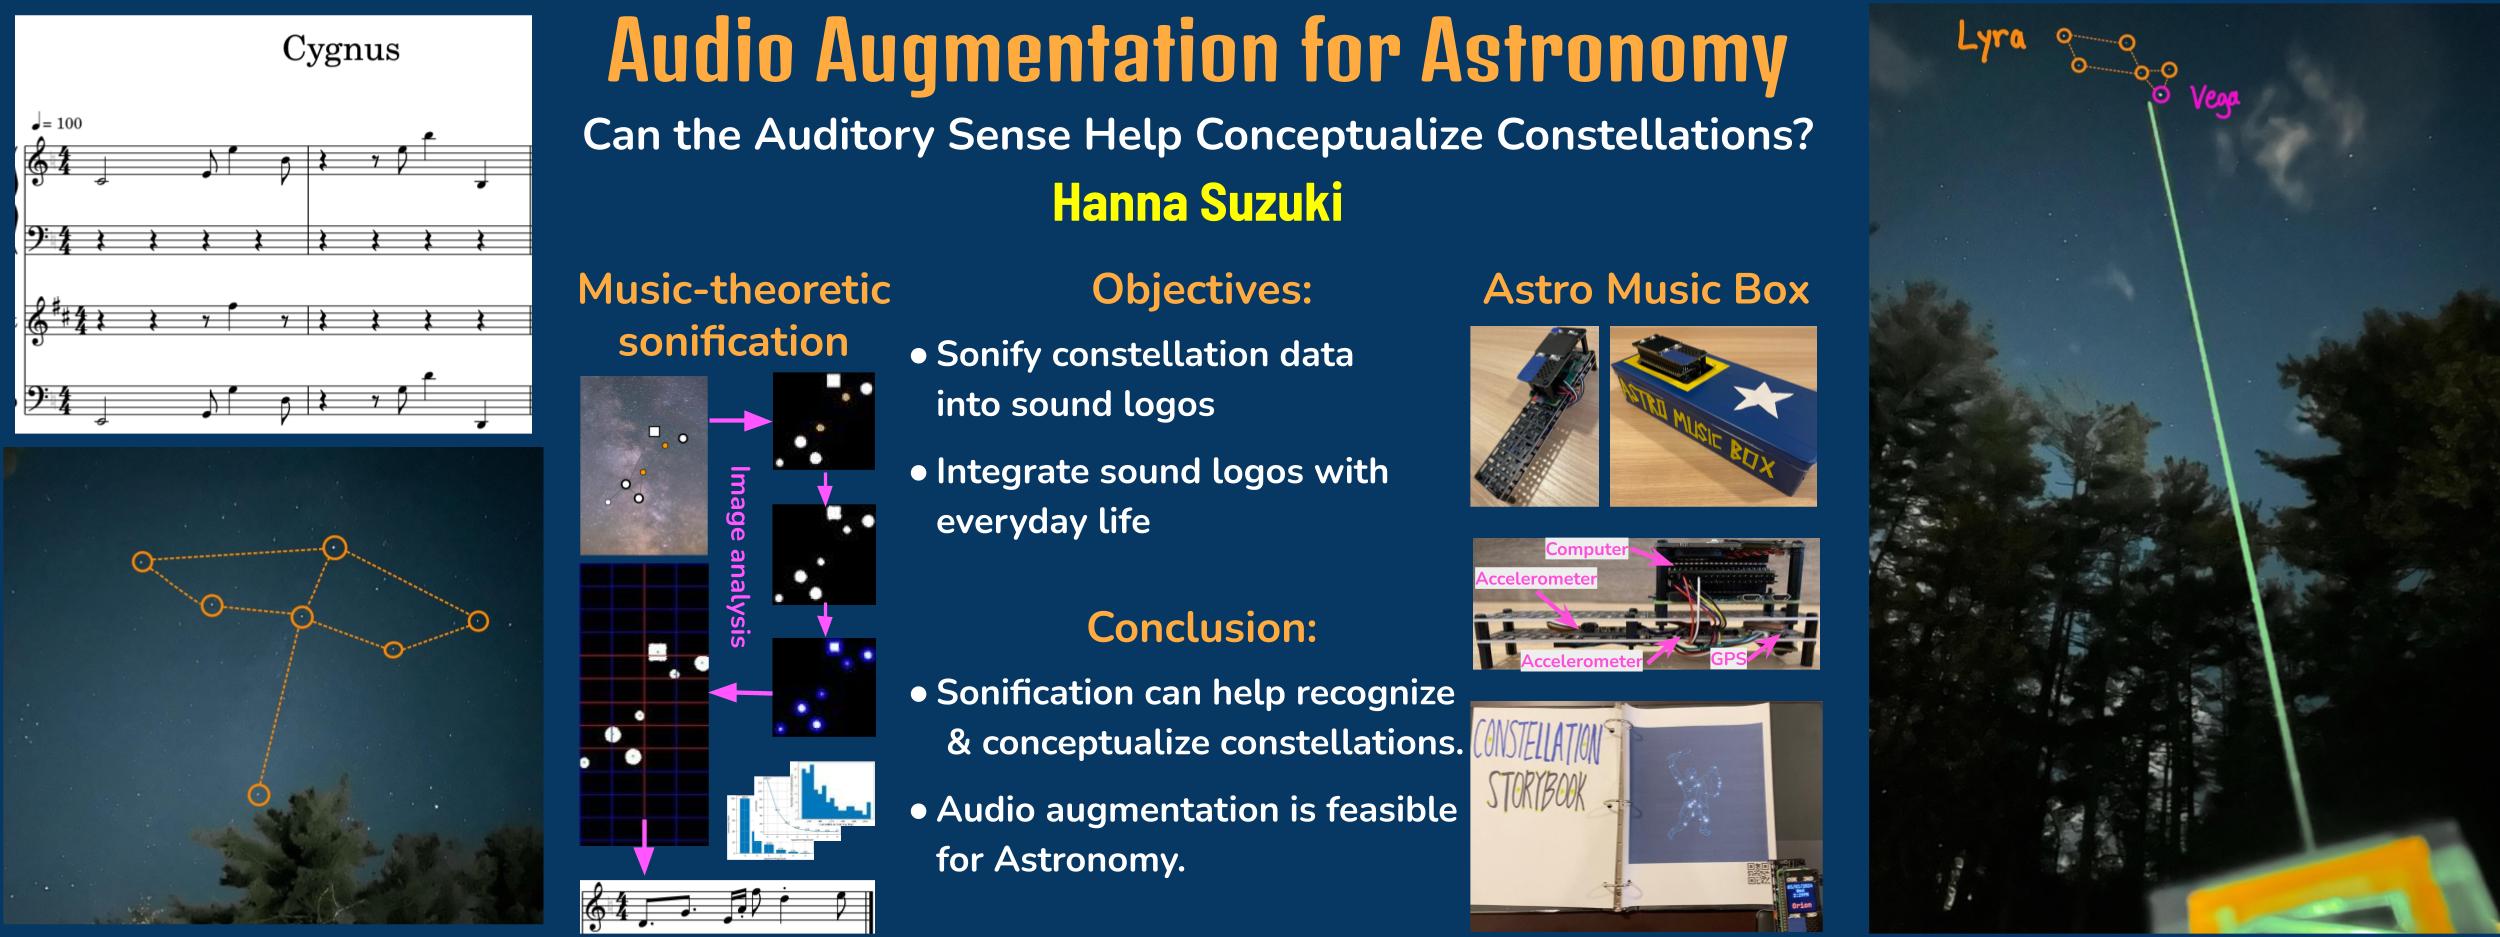 Cygnus
= 100
Audio Augmentation for Astronomy
Can the Auditory Sense Help Conceptualize Constellations?
Hanna Suzuki
Music-theoretic
sonification
Image analysis
Objectives:
● Sonify constellation data
into sound logos
● Integrate sound logos with
everyday life
Conclusion:
● Sonification can help recognize
& conceptualize constellations.
● Audio augmentation is feasible
for Astronomy.
Astro Music Box
ASTRO MUSIC BOX
Computer
Accelerometer
Accelerometer
GPS
CONSTELLATION
STORYBOOK
Orion
Lyra
Vega